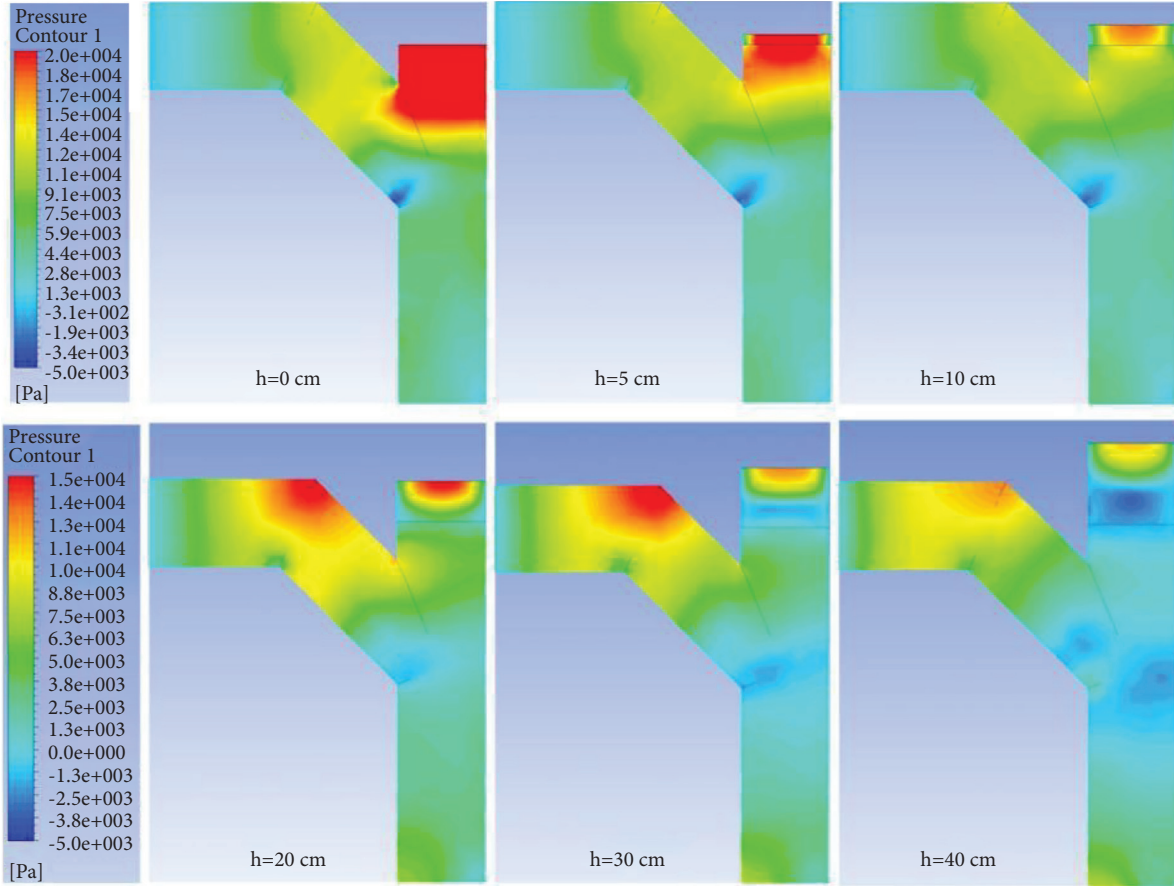 Pressure
Contour 1
2.0e+004
1.8e+004
1.7e+004
1.5e+004
1.4e+004
1.2e+004
1.1e+004
9.1e+003
7.5e+003
5.9e+003
4.4e+003
2.8e+003
1.3e+003
-3.1e+002
-1.9e+003
-3.4e+003
-5.0e+003
[Pa]
h=0 cm
h=5 cm
h=10 cm
Pressure
Contour 1
1.5e+004
1.4e+004
1.3e+004
1.1e+004
1.0e+004
8.8e+003
7.5e+003
6.3e+003
5.0e+003
3.8e+003
2.5e+003
1.3e+003
0.0e+000
-1.3e+003
-2.5e+003
-3.8e+003
-5.0e+003
[Pa]
h=20 cm
h=30 cm
h=40 cm